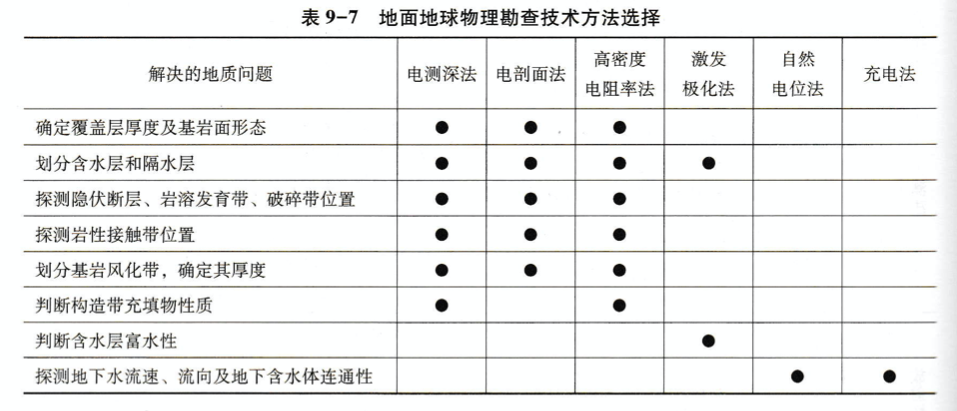 表 9-7 地面地球物理勘查技术方法选择
解决的地质问题 电测深法 电剖面法 高密度电阻率法 激发极化法 自然电位法 充电法
确定覆盖层厚度及基岩面形态 ● ● ●
划分含水层和隔水层 ● ● ● ●
探测隐伏断层、岩溶发育带、破碎带位置 ● ● ●
探测岩性接触带位置 ● ● ●
划分基岩风化带，确定其厚度 ● ● ●
判断构造带充填物性质 ● ●
判断含水层富水性 ●
探测地下水流速、流向及地下含水体连通性 ● ●